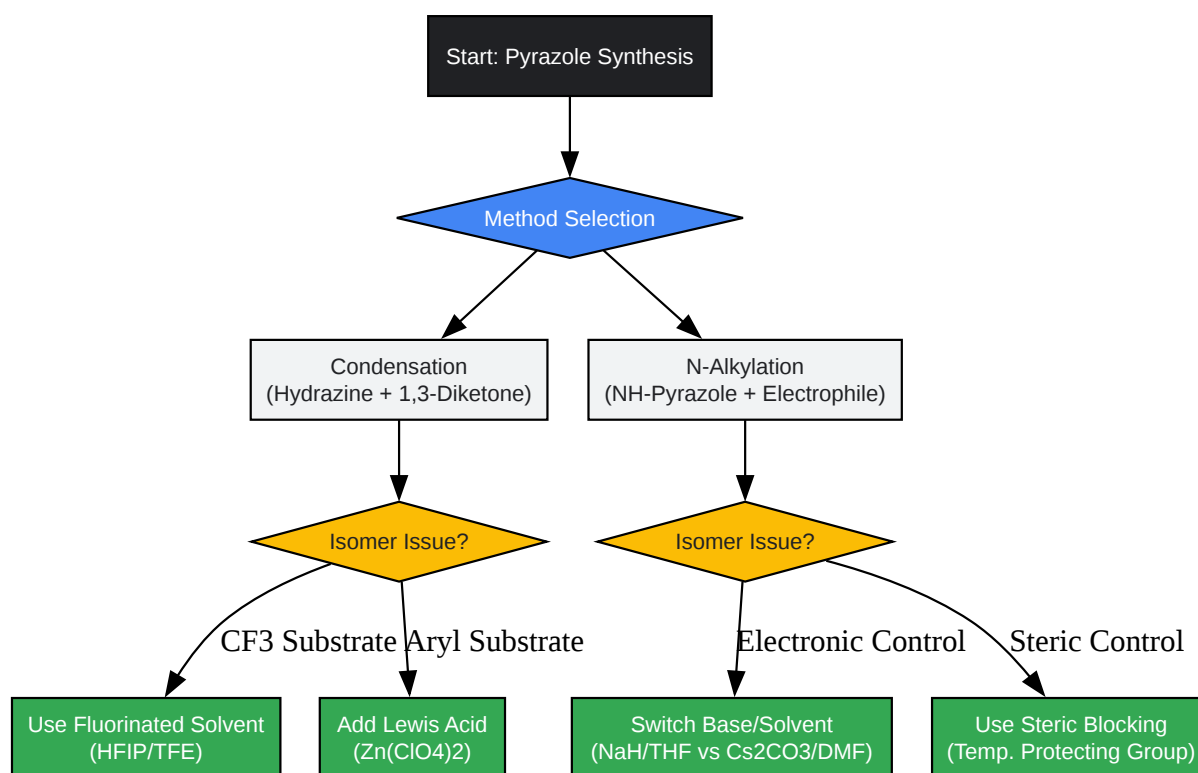 Start: Pyrazole Synthesis
Method Selection
Condensation
(Hydrazine + 1,3-Diketone)
N-Alkylation
(NH-Pyrazole + Electrophile)
Isomer Issue?
Isomer Issue?
CF3 Substrate
Aryl Substrate
Electronic Control
Steric Control
Use Fluorinated Solvent
(HFIP/TFE)
Add Lewis Acid
(Zn(ClO4)2)
Switch Base/Solvent
(NaH/THF vs Cs2CO3/DMF)
Use Steric Blocking
(Temp. Protecting Group)